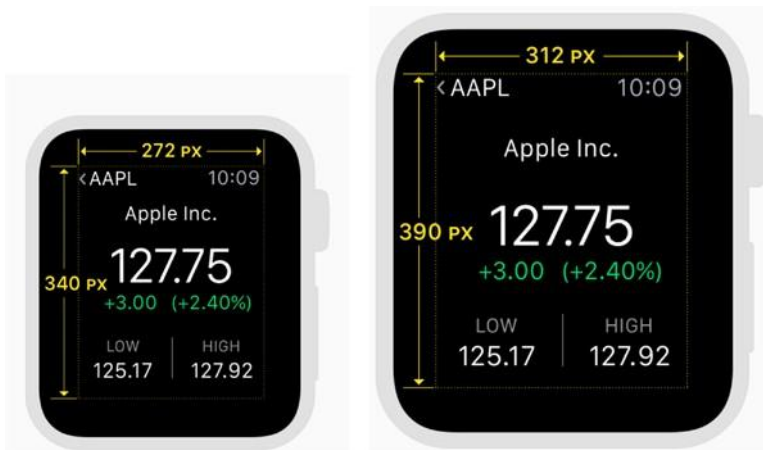 272 PX
‹ AAPL 10:09
Apple Inc.
340 PX
127.75
+3.00 (+2.40%)
LOW HIGH
125.17 127.92
312 PX
‹ AAPL 10:09
Apple Inc.
390 PX
127.75
+3.00 (+2.40%)
LOW HIGH
125.17 127.92